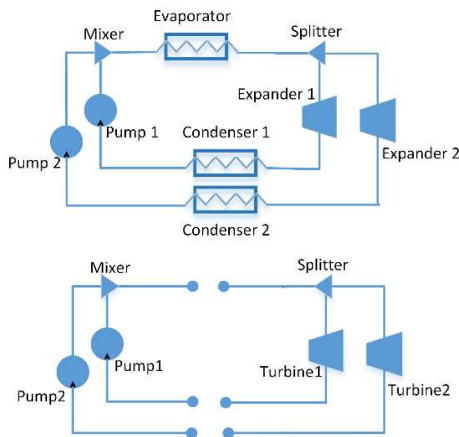 Evaporator
Mixer
Splitter
Expander 1
Pump 1
Condenser 1
Pump 2
Expander 2
Condenser 2
Mixer
Splitter
Pump1
Turbine1
Pump2
Turbine2